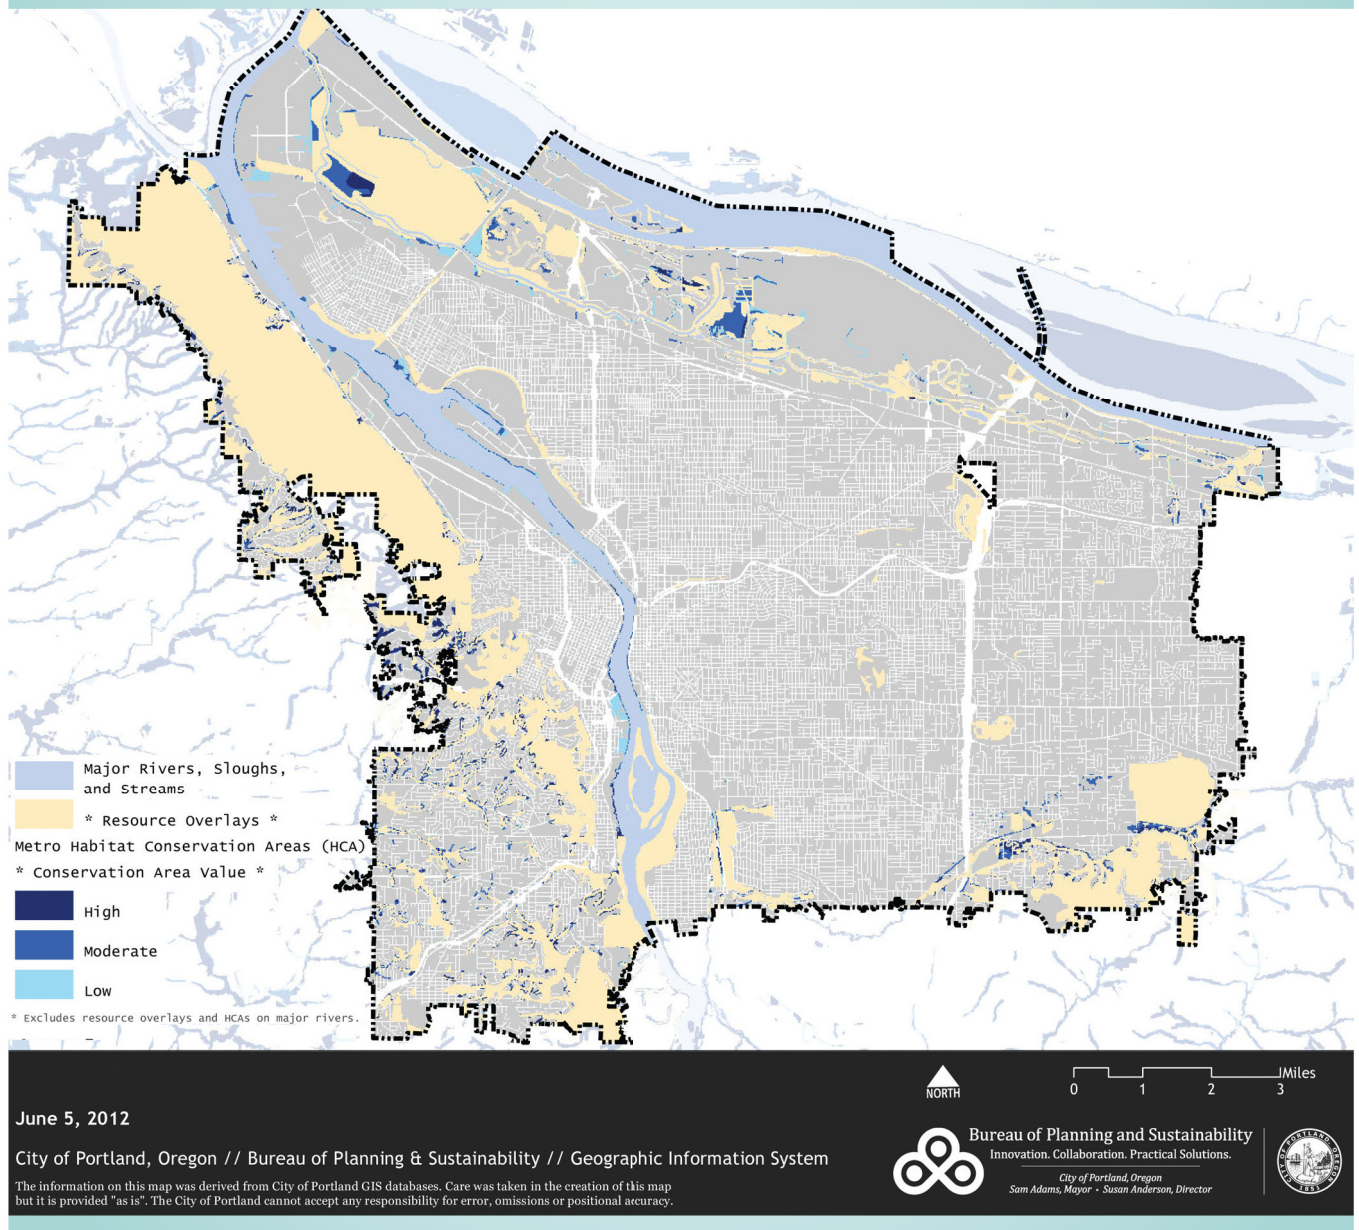 Major Rivers, Sloughs,
and Streams
* Resource Overlays *
Metro Habitat Conservation Areas (HCA)
* Conservation Area Value *
High
Moderate
Low
* Excludes resource overlays and HCAs on major rivers.
NORTH
Miles
0 1 2 3
June 5, 2012
City of Portland, Oregon // Bureau of Planning & Sustainability // Geographic Information System
The information on this map was derived from City of Portland GIS databases. Care was taken in the creation of this map
but it is provided "as is". The City of Portland cannot accept any responsibility for error, omissions or positional accuracy.
Bureau of Planning and Sustainability
Innovation. Collaboration. Practical Solutions.
City of Portland, Oregon
Sam Adams, Mayor • Susan Anderson, Director
CITY OF PORTLAND, OREGON
1851